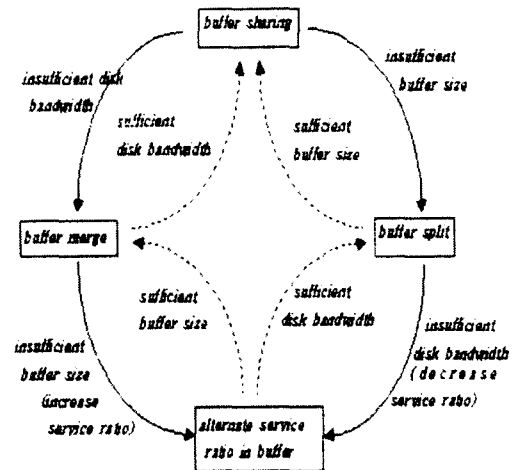 buffer sharing
insufficient disk
bandwidth
insufficient
buffer size
sufficient
disk bandwidth
sufficient
buffer size
buffer merge
buffer split
sufficient
buffer size
sufficient
disk bandwidth
insufficient
buffer size
(increase
service ratio)
insufficient
disk bandwidth
(decrease
service ratio)
alternate service
ratio in buffer